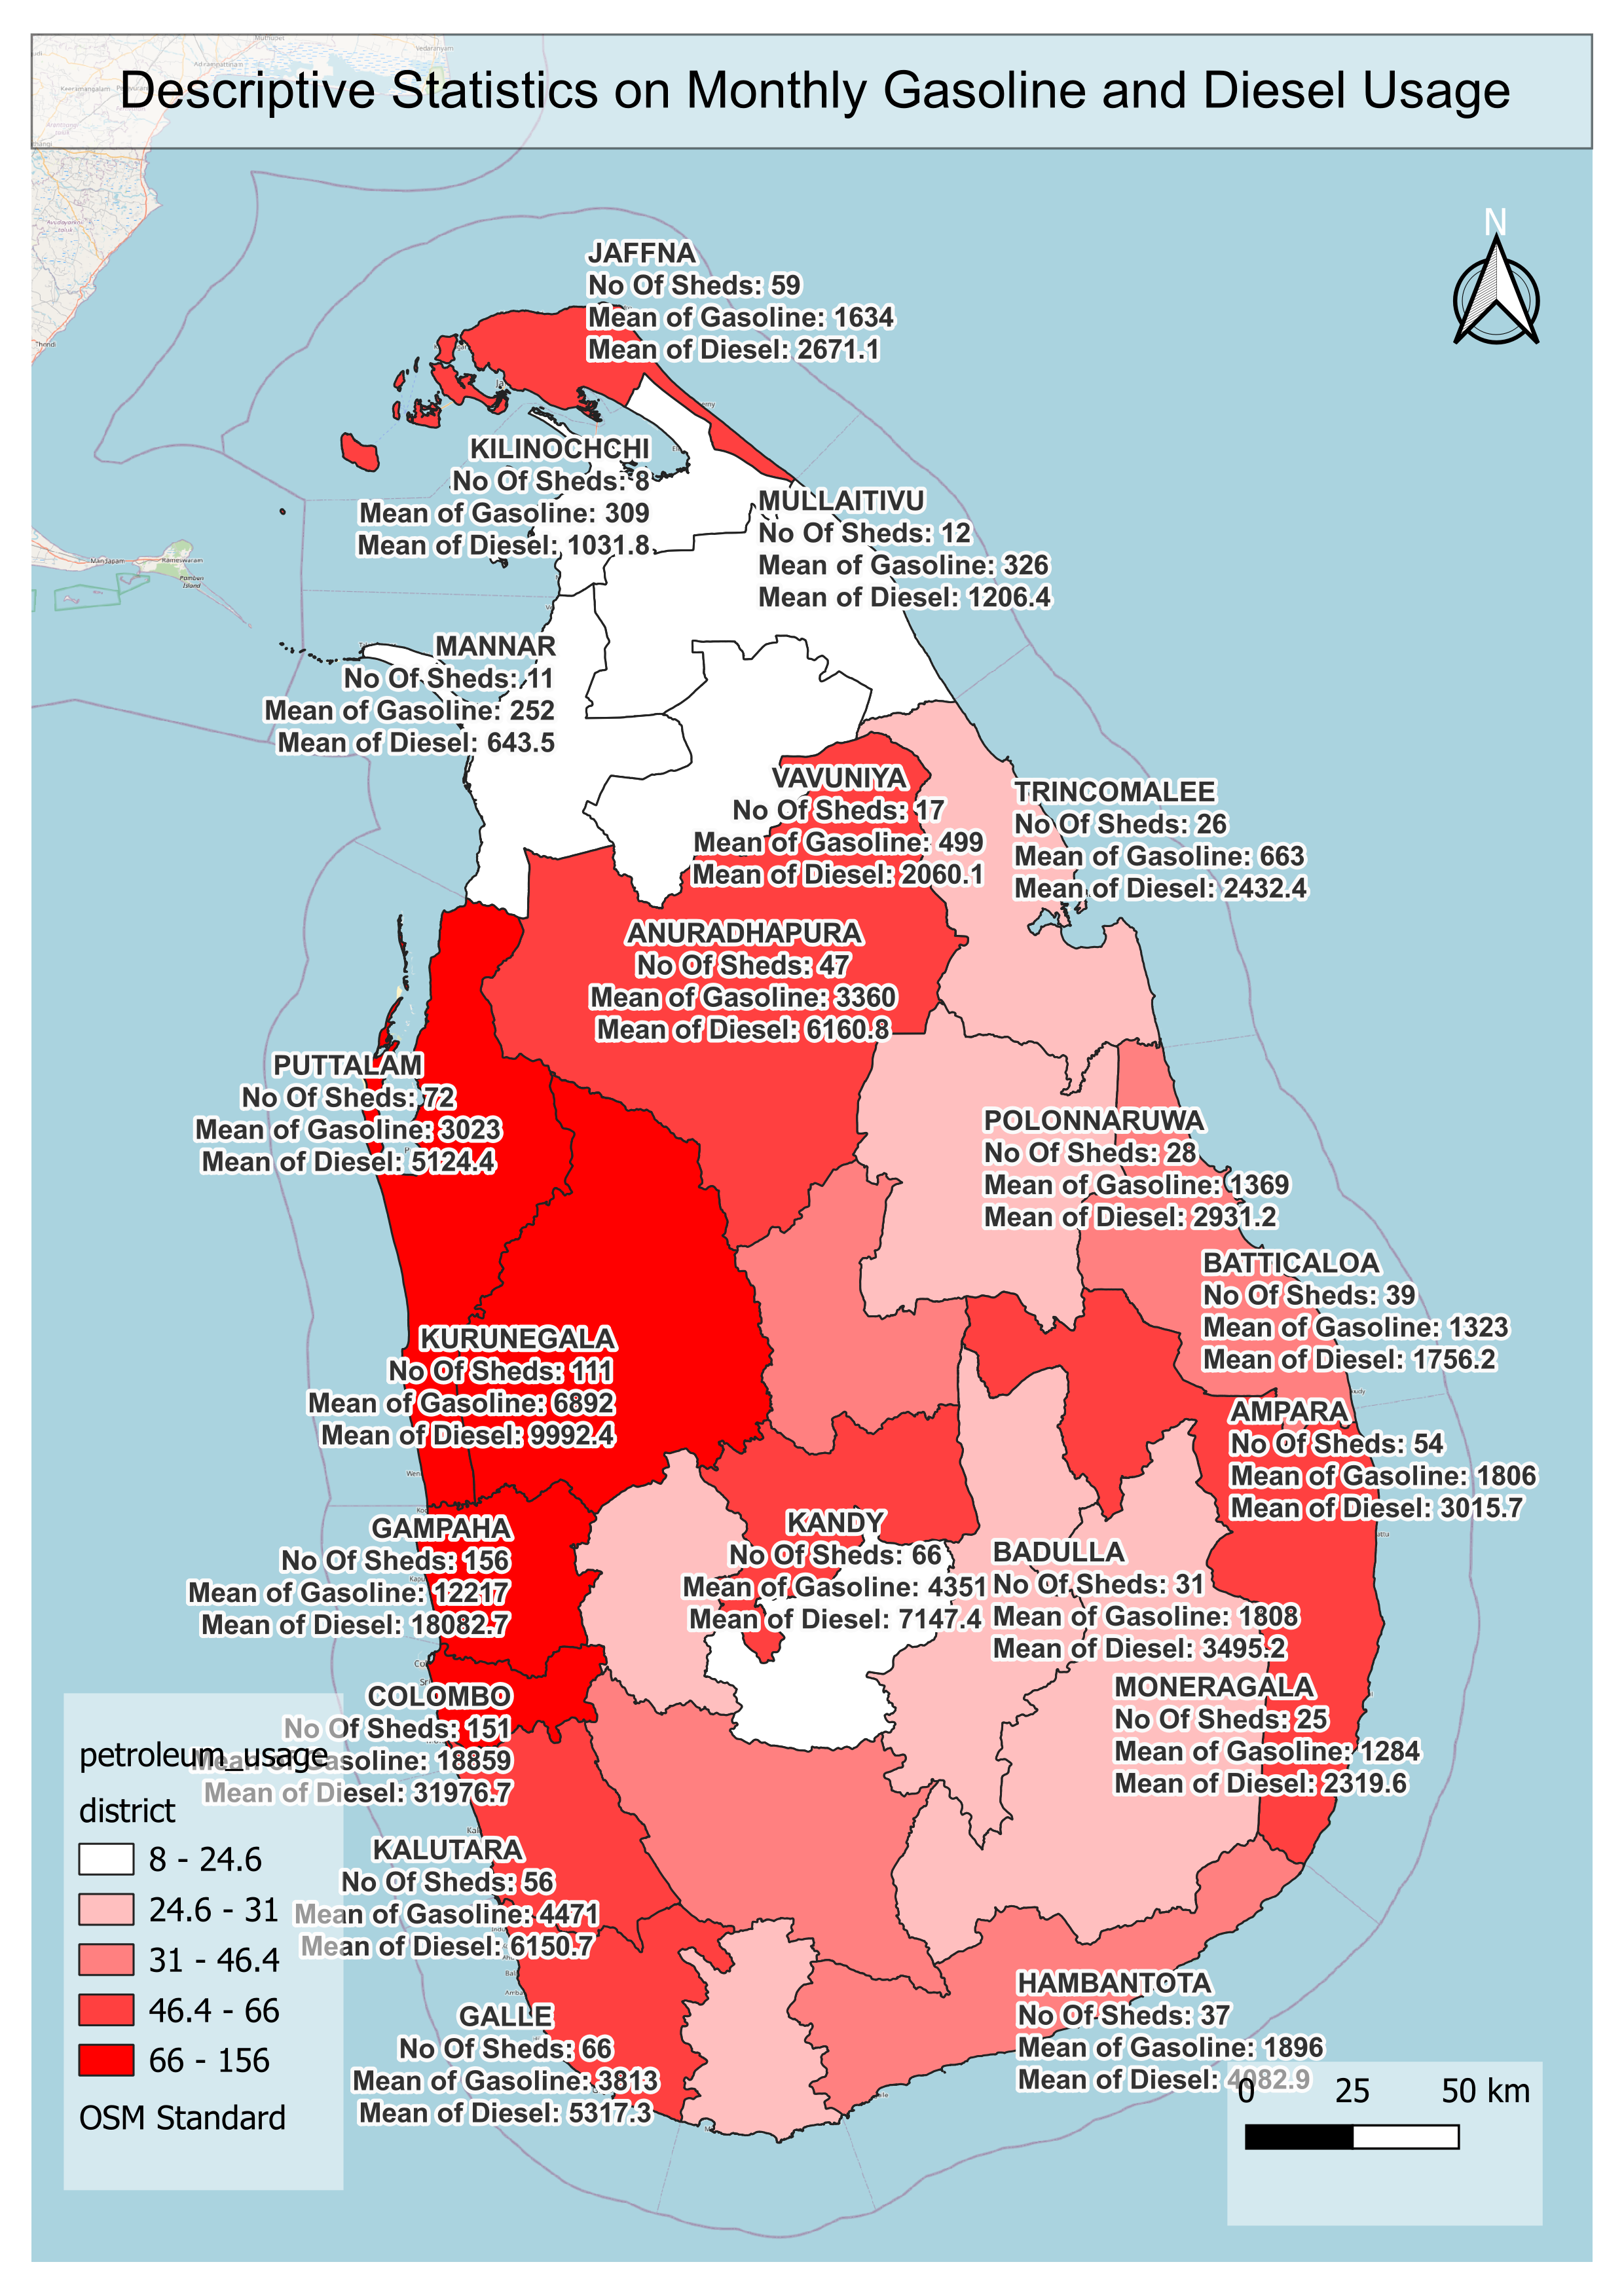 Descriptive Statistics on Monthly Gasoline and Diesel Usage
N
JAFFNA
No Of Sheds: 59
Mean of Gasoline: 1634
Mean of Diesel: 2671.1
KILINOCHCHI
No Of Sheds: 8
Mean of Gasoline: 309
Mean of Diesel: 1031.8
MULLAITIVU
No Of Sheds: 12
Mean of Gasoline: 326
Mean of Diesel: 1206.4
MANNAR
No Of Sheds: 11
Mean of Gasoline: 252
Mean of Diesel: 643.5
VAVUNIYA
No Of Sheds: 17
Mean of Gasoline: 499
Mean of Diesel: 2060.1
TRINCOMALEE
No Of Sheds: 26
Mean of Gasoline: 663
Mean of Diesel: 2432.4
ANURADHAPURA
No Of Sheds: 47
Mean of Gasoline: 3360
Mean of Diesel: 6160.8
PUTTALAM
No Of Sheds: 72
Mean of Gasoline: 3023
Mean of Diesel: 5124.4
POLONNARUWA
No Of Sheds: 28
Mean of Gasoline: 1369
Mean of Diesel: 2931.2
BATTICALOA
No Of Sheds: 39
Mean of Gasoline: 1323
Mean of Diesel: 1756.2
KURUNEGALA
No Of Sheds: 111
Mean of Gasoline: 6892
Mean of Diesel: 9992.4
AMPARA
No Of Sheds: 54
Mean of Gasoline: 1806
Mean of Diesel: 3015.7
GAMPAHA
No Of Sheds: 156
Mean of Gasoline: 12217
Mean of Diesel: 18082.7
KANDY
No Of Sheds: 66
Mean of Gasoline: 4351
Mean of Diesel: 7147.4
BADULLA
No Of Sheds: 31
Mean of Gasoline: 1808
Mean of Diesel: 3495.2
COLOMBO
No Of Sheds: 151
Mean of Gasoline: 18859
Mean of Diesel: 31976.7
MONERAGALA
No Of Sheds: 25
Mean of Gasoline: 1284
Mean of Diesel: 2319.6
KALUTARA
No Of Sheds: 56
Mean of Gasoline: 4471
Mean of Diesel: 6150.7
GALLE
No Of Sheds: 66
Mean of Gasoline: 3813
Mean of Diesel: 5317.3
HAMBANTOTA
No Of Sheds: 37
Mean of Gasoline: 1896
Mean of Diesel: 4082.9
petroleum_usage
district
8 - 24.6
24.6 - 31
31 - 46.4
46.4 - 66
66 - 156
OSM Standard
0 25 50 km
Vedaranyam
Thondi
Mandapam
Rameswaram
Pamban
Island